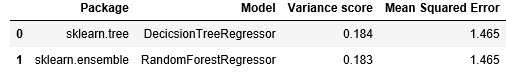 Package Model Variance score Mean Squared Error
0 sklearn.tree DecicsionTreeRegressor 0.184 1.465
1 sklearn.ensemble RandomForestRegressor 0.183 1.465